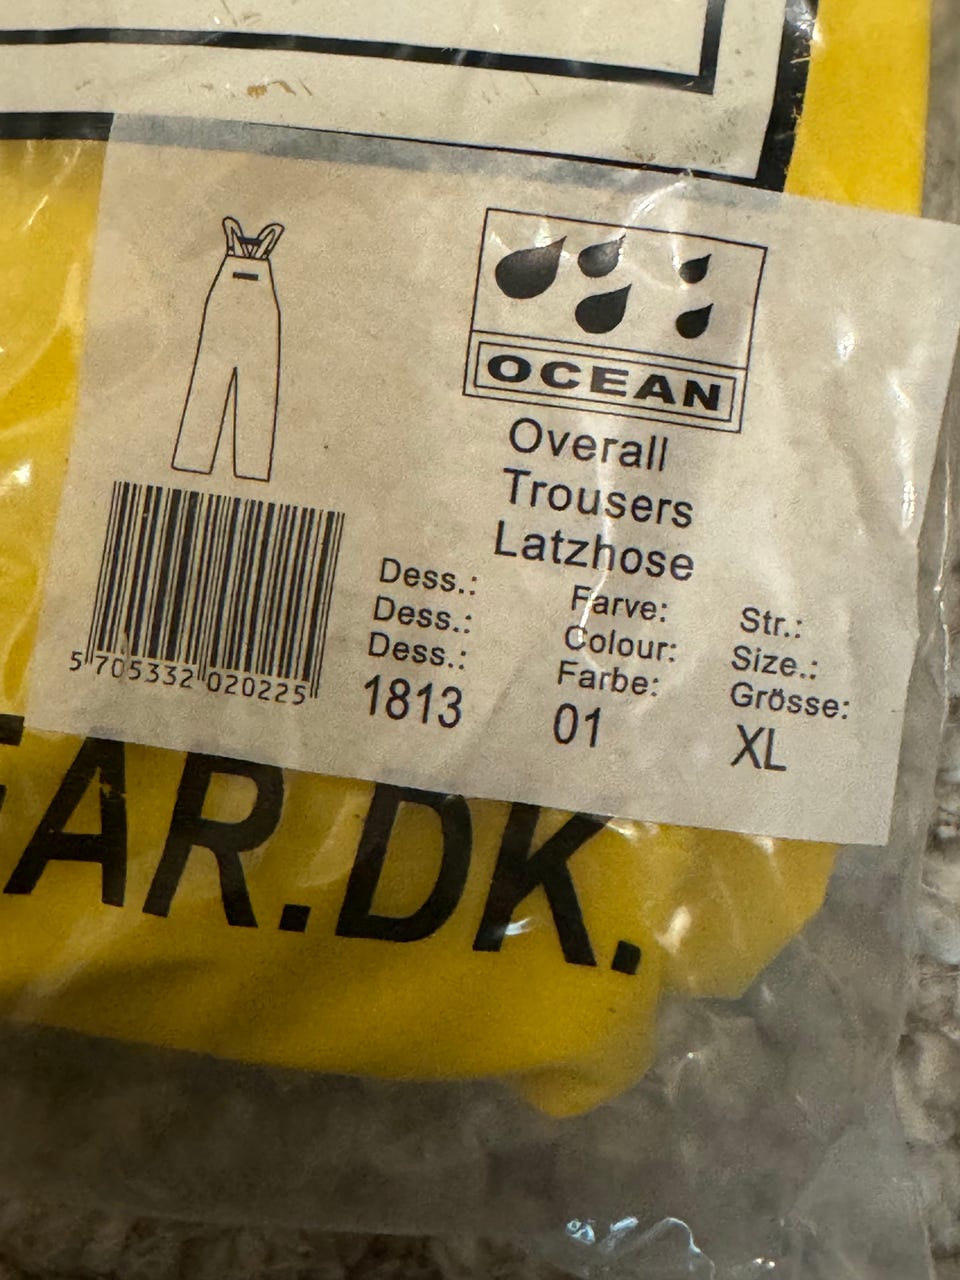 OCEAN
Overall
Trousers
Latzhose
Dess.: Farve: Str.:
Dess.: Colour: Size.:
Dess.: Farbe: Grösse:
1813 01 XL
5 705332 020225
AR.DK.